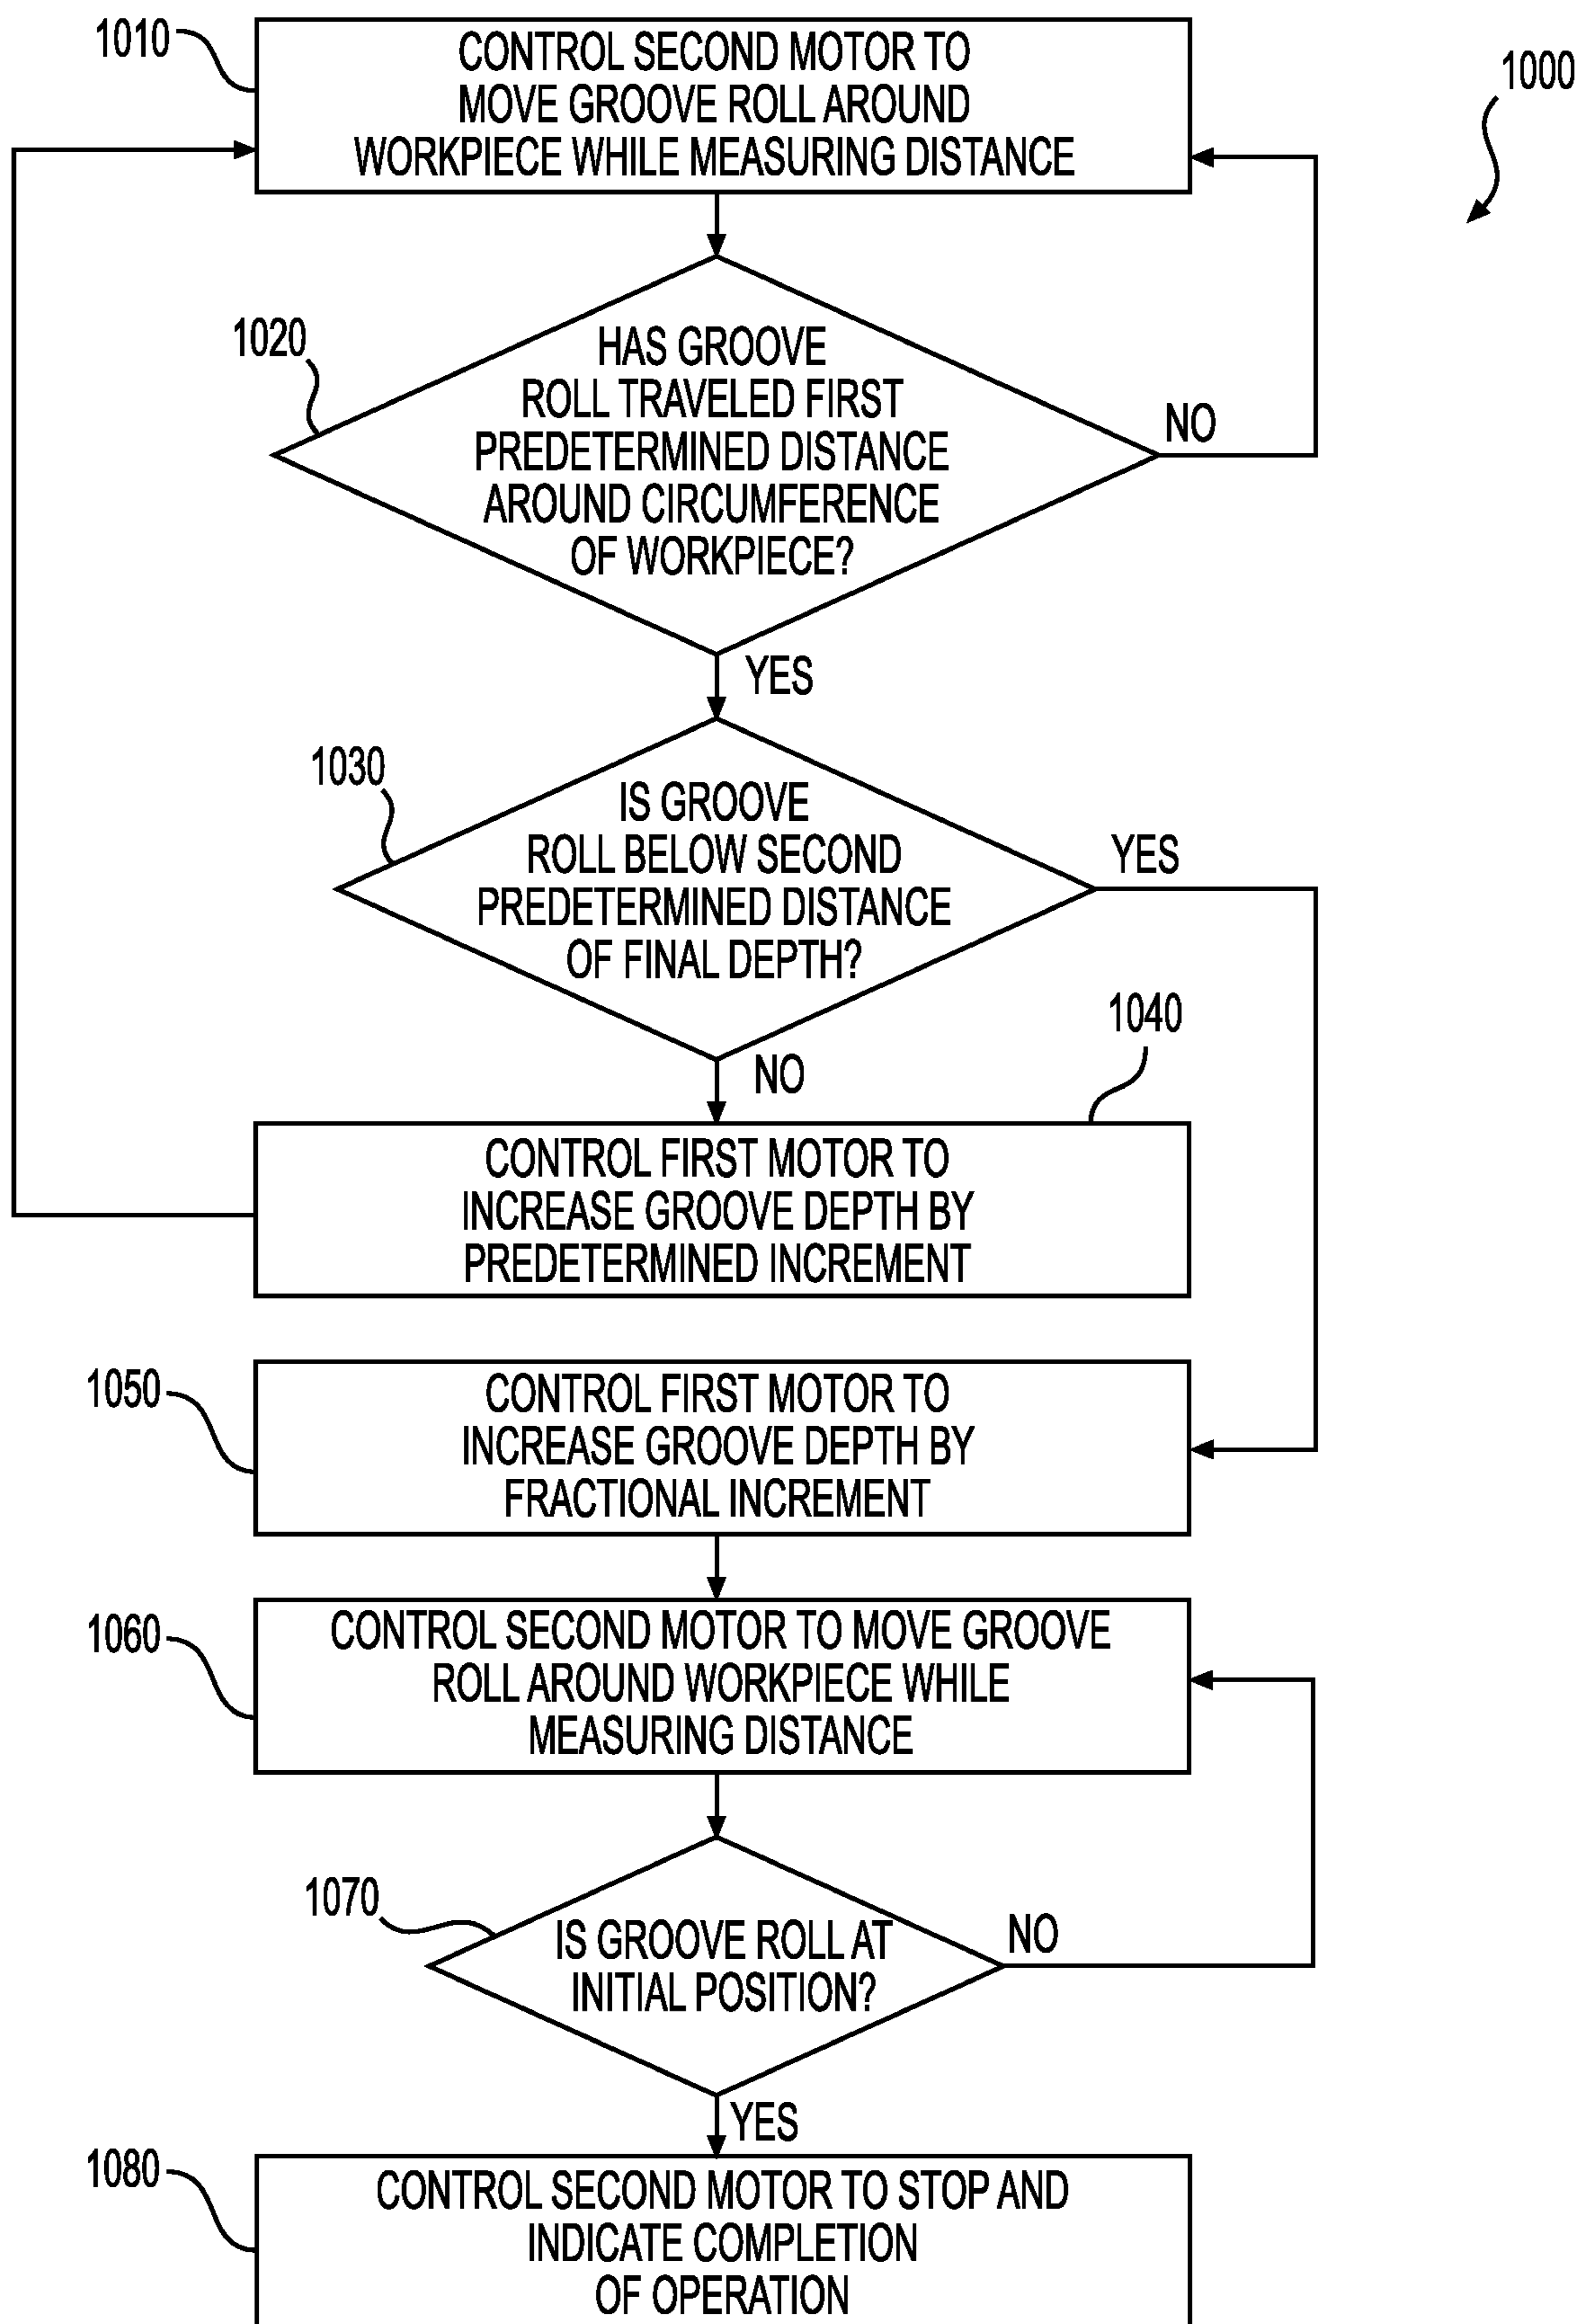 1010
CONTROL SECOND MOTOR TO
MOVE GROOVE ROLL AROUND
WORKPIECE WHILE MEASURING DISTANCE
1000
1020
HAS GROOVE
ROLL TRAVELED FIRST
PREDETERMINED DISTANCE
AROUND CIRCUMFERENCE
OF WORKPIECE?
NO
YES
1030
IS GROOVE
ROLL BELOW SECOND
PREDETERMINED DISTANCE
OF FINAL DEPTH?
YES
NO
1040
CONTROL FIRST MOTOR TO
INCREASE GROOVE DEPTH BY
PREDETERMINED INCREMENT
1050
CONTROL FIRST MOTOR TO
INCREASE GROOVE DEPTH BY
FRACTIONAL INCREMENT
1060
CONTROL SECOND MOTOR TO MOVE GROOVE
ROLL AROUND WORKPIECE WHILE
MEASURING DISTANCE
1070
IS GROOVE ROLL AT
INITIAL POSITION?
NO
YES
1080
CONTROL SECOND MOTOR TO STOP AND
INDICATE COMPLETION
OF OPERATION